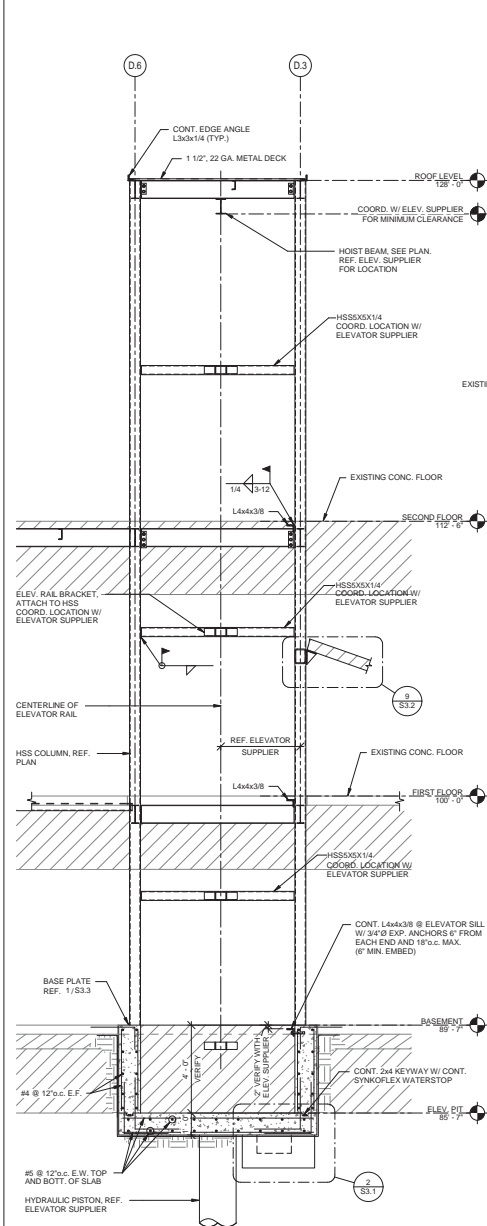 D.6
D.3
CONT. EDGE ANGLE
L3x3x1/4 (TYP.)
1 1/2", 22 GA. METAL DECK
ROOF LEVEL
128' - 0"
COORD. W/ ELEV. SUPPLIER
FOR MINIMUM CLEARANCE
HOIST BEAM, SEE PLAN.
REF. ELEV. SUPPLIER
FOR LOCATION
HSS5X5X1/4
COORD. LOCATION W/
ELEVATOR SUPPLIER
EXISTI
1/4
3-12
L4x4x3/8
EXISTING CONC. FLOOR
SECOND FLOOR
112' - 6"
ELEV. RAIL BRACKET,
ATTACH TO HSS
COORD. LOCATION W/
ELEVATOR SUPPLIER
HSS5X5X1/4
COORD. LOCATION W/
ELEVATOR SUPPLIER
9
S3.2
CENTERLINE OF
ELEVATOR RAIL
REF. ELEVATOR
SUPPLIER
HSS COLUMN, REF.
PLAN
EXISTING CONC. FLOOR
L4x4x3/8
FIRST FLOOR
100' - 0"
HSS5X5X1/4
COORD. LOCATION W/
ELEVATOR SUPPLIER
CONT. L4x4x3/8 @ ELEVATOR SILL
W/ 3/4"Ø EXP. ANCHORS 6" FROM
EACH END AND 18"o.c. MAX.
(6" MIN. EMBED)
BASE PLATE
REF. 1/S3.3
BASEMENT
89' - 7"
4' - 0"
VERIFY
2" VERIFY WITH
ELEV. SUPPLIER
#4 @ 12"o.c. E.F.
CONT. 2x4 KEYWAY W/ CONT.
SYNKOFLEX WATERSTOP
ELEV. PIT
85' - 7"
1' - 0"
#5 @ 12"o.c. E.W. TOP
AND BOTT. OF SLAB
2
S3.1
HYDRAULIC PISTON, REF.
ELEVATOR SUPPLIER